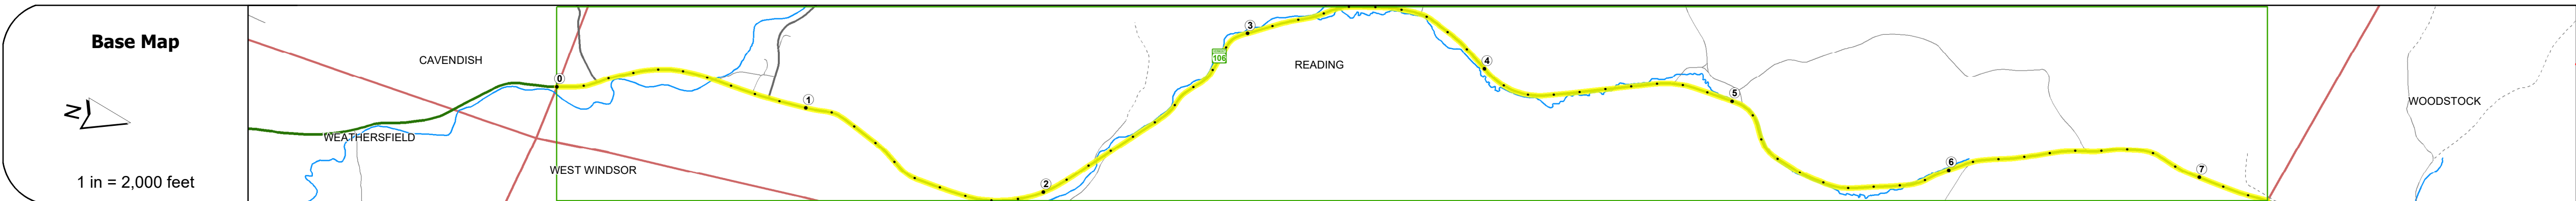 Base Map
N
1 in = 2,000 feet
CAVENDISH
WEATHERSFIELD
WEST WINDSOR
READING
WOODSTOCK
106
0
1
2
3
4
5
6
7